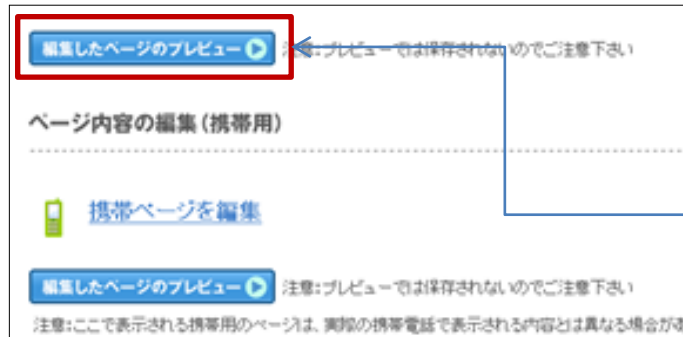 編集したページのプレビュー 注意:プレビューでは保存されないのでご注意下さい
ページ内容の編集(携帯用)
携帯ページを編集
編集したページのプレビュー 注意:プレビューでは保存されないのでご注意下さい
注意:ここで表示される携帯用のページは、実際の携帯電話で表示される内容とは異なる場合があ